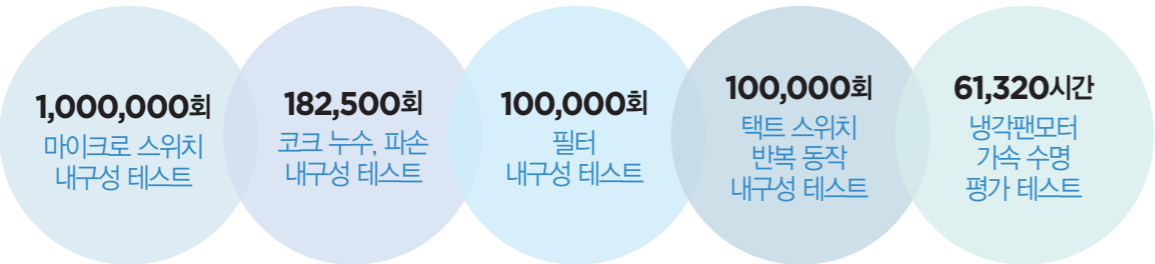 1,000,000회
마이크로 스위치
내구성 테스트
182,500회
코크 누수, 파손
내구성 테스트
100,000회
필터
내구성 테스트
100,000회
택트 스위치
반복 동작
내구성 테스트
61,320시간
냉각팬모터
가속 수명
평가 테스트